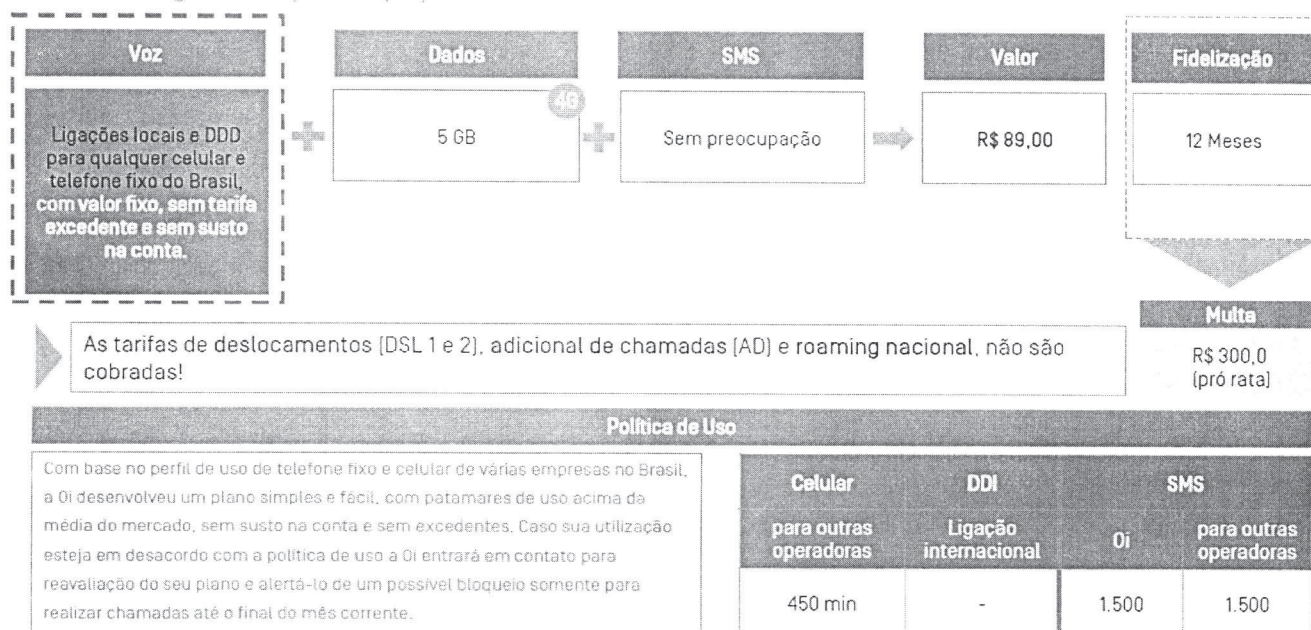 Voz
Ligações locais e DDD
para qualquer celular e
telefone fixo do Brasil,
com valor fixo, sem tarifa
excedente e sem susto
na conta.
Dados
4G
5 GB
SMS
Sem preocupação
Valor
R$ 89,00
Fidelização
12 Meses
Multa
R$ 300,0
(pró rata)
As tarifas de deslocamentos (DSL 1 e 2), adicional de chamadas (AD) e roaming nacional, não são
cobradas!
Política de Uso
Com base no perfil de uso de telefone fixo e celular de várias empresas no Brasil,
a Oi desenvolveu um plano simples e fácil, com patamares de uso acima da
média do mercado, sem susto na conta e sem excedentes. Caso sua utilização
esteja em desacordo com a política de uso a Oi entrará em contato para
reavaliação do seu plano e alertá-lo de um possível bloqueio somente para
realizar chamadas até o final do mês corrente.
Celular
DDI
SMS
para outras
operadoras
Ligação
internacional
Oi
para outras
operadoras
450 min
-
1.500
1.500